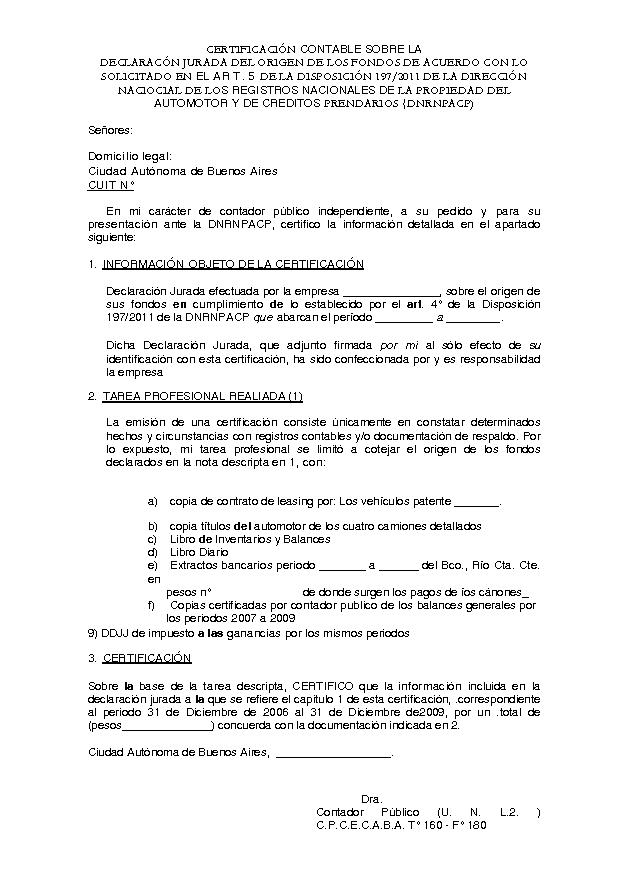 CERTIFICACIÓN CONTABLE SOBRE LA
DECLARACÓN JURADA DEL ORIGEN DE LOS FONDOS DE ACUERDO CON LO
SOLICITADO EN EL ART. 5 DE LA DISPOSICIÓN 197/2011 DE LA DIRECCIÓN
NACIOCIAL DE LOS REGISTROS NACIONALES DE LA PROPIEDAD DEL
AUTOMOTOR Y DE CREDITOS PRENDARIOS {DNRNPACP)
Señores:
Domicilio legal:
Ciudad Autónoma de Buenos Aires
CUIT N°
En mi carácter de contador público independiente, a su pedido y para su
presentación ante la DNRNPACP, certifico la información detallada en el apartado
siguiente:
1. INFORMACIÓN OBJETO DE LA CERTIFICACIÓN
Declaración Jurada efectuada por la empresa ________________, sobre el origen de
sus fondos en cumplimiento de lo establecido por el art. 4° de la Disposición
197/2011 de la DNRNPACP que abarcan el período _________ a _________.
Dicha Declaración Jurada, que adjunto firmada por mi al sólo efecto de su
identificación con esta certificación, ha sido confeccionada por y es responsabilidad
la empresa
2. TAREA PROFESIONAL REALIADA (1)
La emisión de una certificación consiste únicamente en constatar determinados
hechos y circunstancias con registros contables y/o documentación de respaldo. Por
lo expuesto, mi tarea profesional se limitó a cotejar el origen de los fondos
declarados en la nota descripta en 1, con:
a) copia de contrato de leasing por: Los vehículos patente _______.
b) copia títulos del automotor de los cuatro camiones detallados
c) Libro de Inventarios y Balances
d) Libro Diario
e) Extractos bancarios periodo ________ a ______ del Bco., Río Cta. Cte.
en
pesos n° de donde surgen los pagos de íos cánones_
f) Copias certificadas por contador publico de los balances generales por
los periodos 2007 a 2009
9) DDJJ de impuesto a las ganancias por los mismos periodos
3. CERTIFICACIÓN
Sobre la base de la tarea descripta, CERTIFICO que la información incluida en la
declaración jurada a la que se refiere el capitulo 1 de esta certificación, .correspondiente
al periodo 31 de Diciembre de 2006 al 31 de Diciembre de2009, por un .total de
(pesos______________) concuerda con la documentación indicada en 2.
Ciudad Autónoma de Buenos Aires, ___________________.
Dra.
Contador Público (U. N. L.2. )
C.P.C.E.C.A.B.A. T° 160 - F° 180